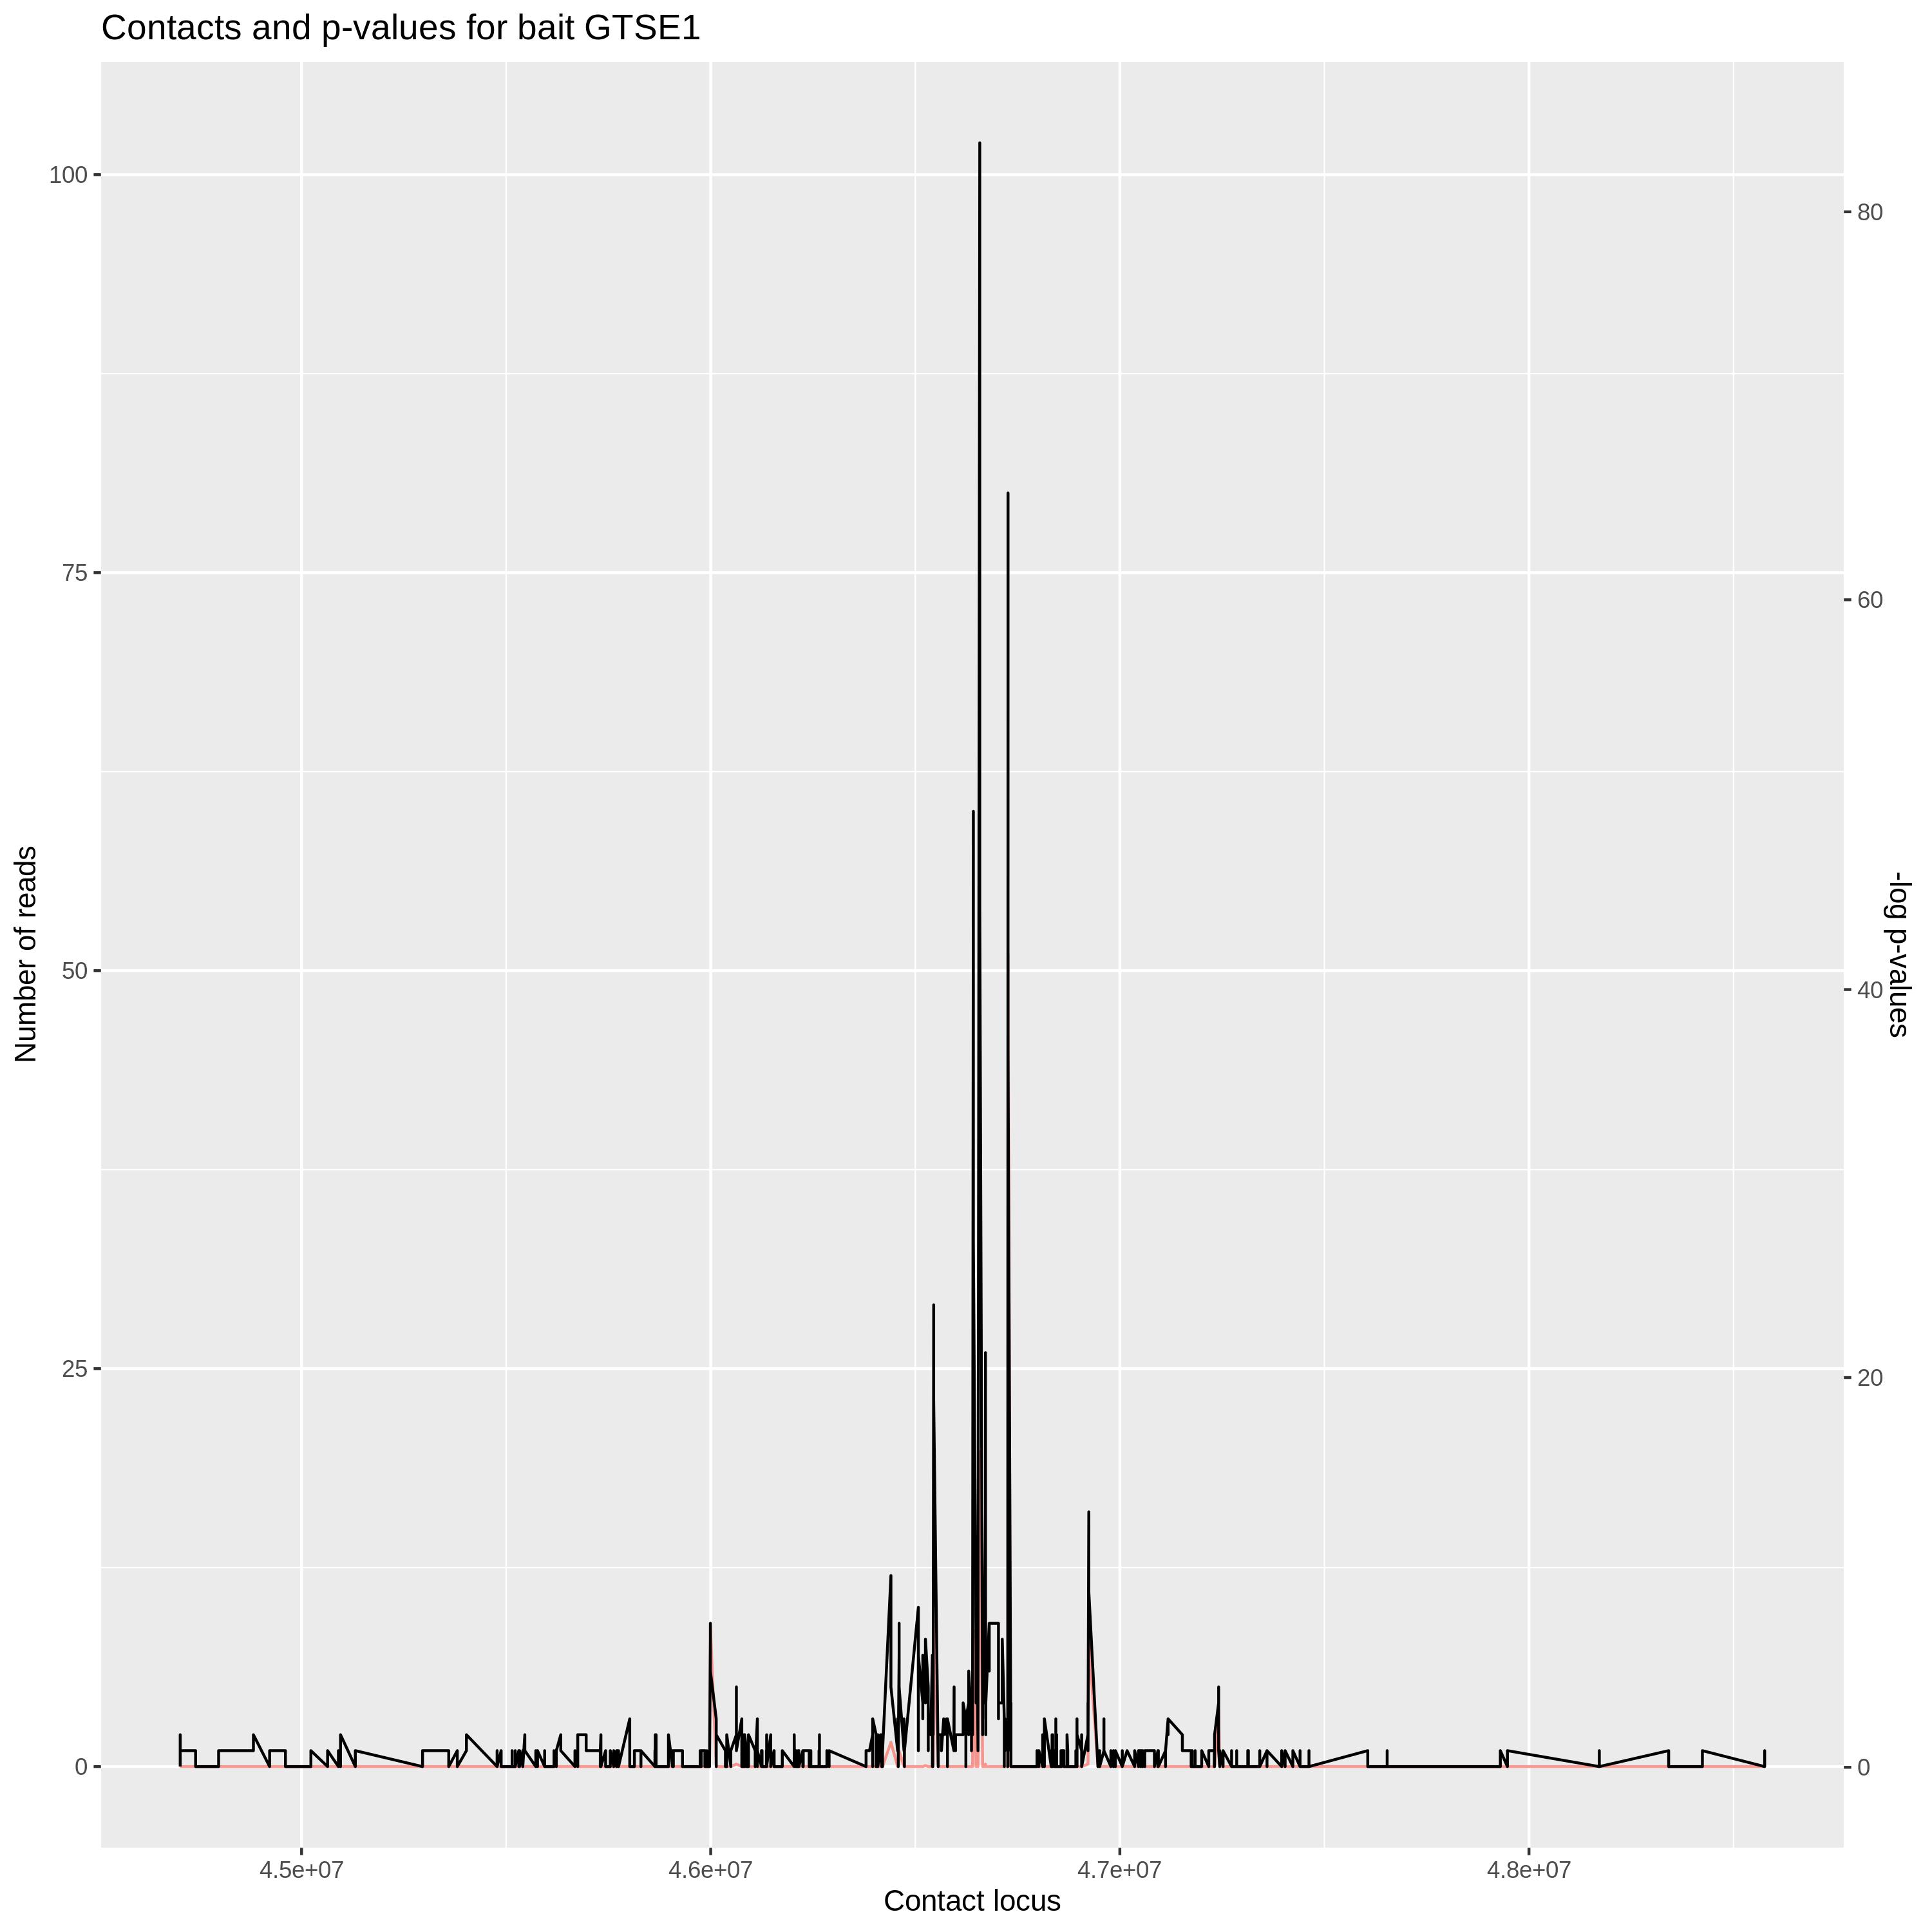 Contacts and p-values for bait GTSE1
100
75
50
25
0
80
60
40
20
0
Number of reads
-log p-values
4.5e+07 4.6e+07 4.7e+07 4.8e+07
Contact locus